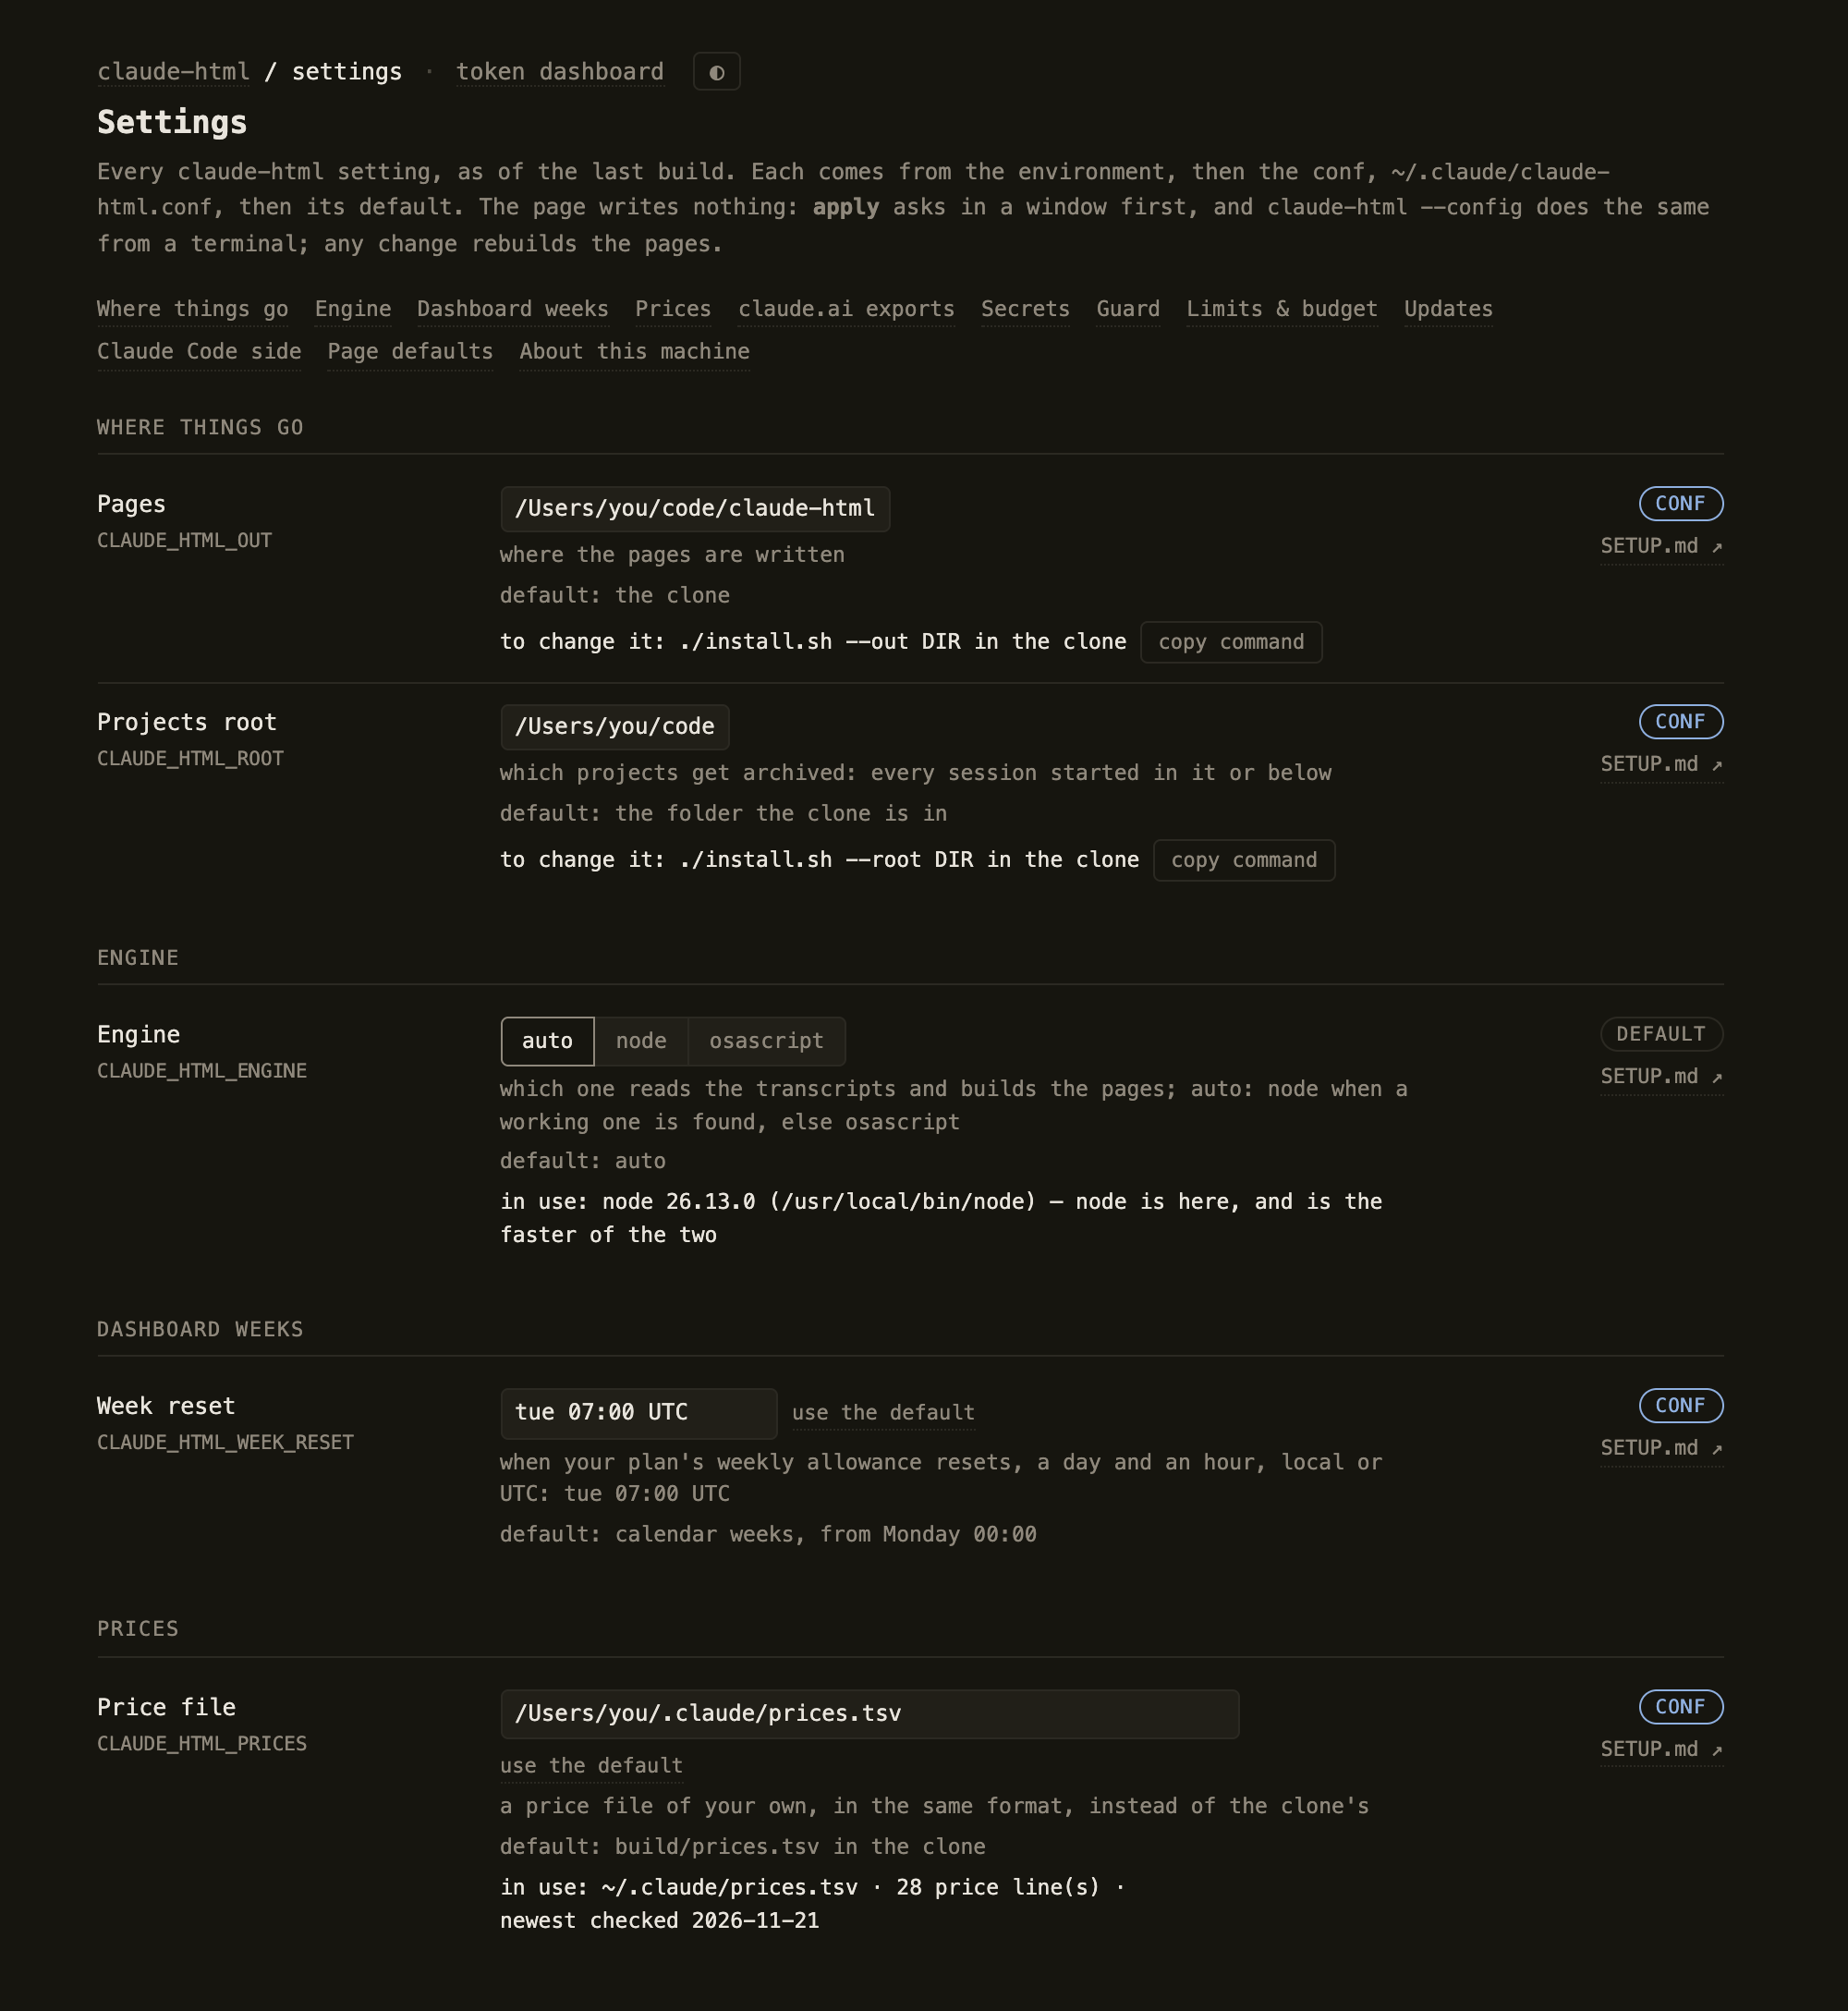 claude-html / settings · token dashboard ◐
Settings
Every claude-html setting, as of the last build. Each comes from the environment, then the conf, ~/.claude/claude-
html.conf, then its default. The page writes nothing: apply asks in a window first, and claude-html --config does the same
from a terminal; any change rebuilds the pages.
Where things go Engine Dashboard weeks Prices claude.ai exports Secrets Guard Limits & budget Updates
Claude Code side Page defaults About this machine
WHERE THINGS GO
Pages /Users/you/code/claude-html CONF
CLAUDE_HTML_OUT SETUP.md ↗
where the pages are written
default: the clone
to change it: ./install.sh --out DIR in the clone copy command
Projects root /Users/you/code CONF
CLAUDE_HTML_ROOT SETUP.md ↗
which projects get archived: every session started in it or below
default: the folder the clone is in
to change it: ./install.sh --root DIR in the clone copy command
ENGINE
Engine auto node osascript DEFAULT
CLAUDE_HTML_ENGINE SETUP.md ↗
which one reads the transcripts and builds the pages; auto: node when a
working one is found, else osascript
default: auto
in use: node 26.13.0 (/usr/local/bin/node) — node is here, and is the
faster of the two
DASHBOARD WEEKS
Week reset tue 07:00 UTC use the default CONF
CLAUDE_HTML_WEEK_RESET SETUP.md ↗
when your plan's weekly allowance resets, a day and an hour, local or
UTC: tue 07:00 UTC
default: calendar weeks, from Monday 00:00
PRICES
Price file /Users/you/.claude/prices.tsv CONF
CLAUDE_HTML_PRICES SETUP.md ↗
use the default
a price file of your own, in the same format, instead of the clone's
default: build/prices.tsv in the clone
in use: ~/.claude/prices.tsv · 28 price line(s) ·
newest checked 2026-11-21